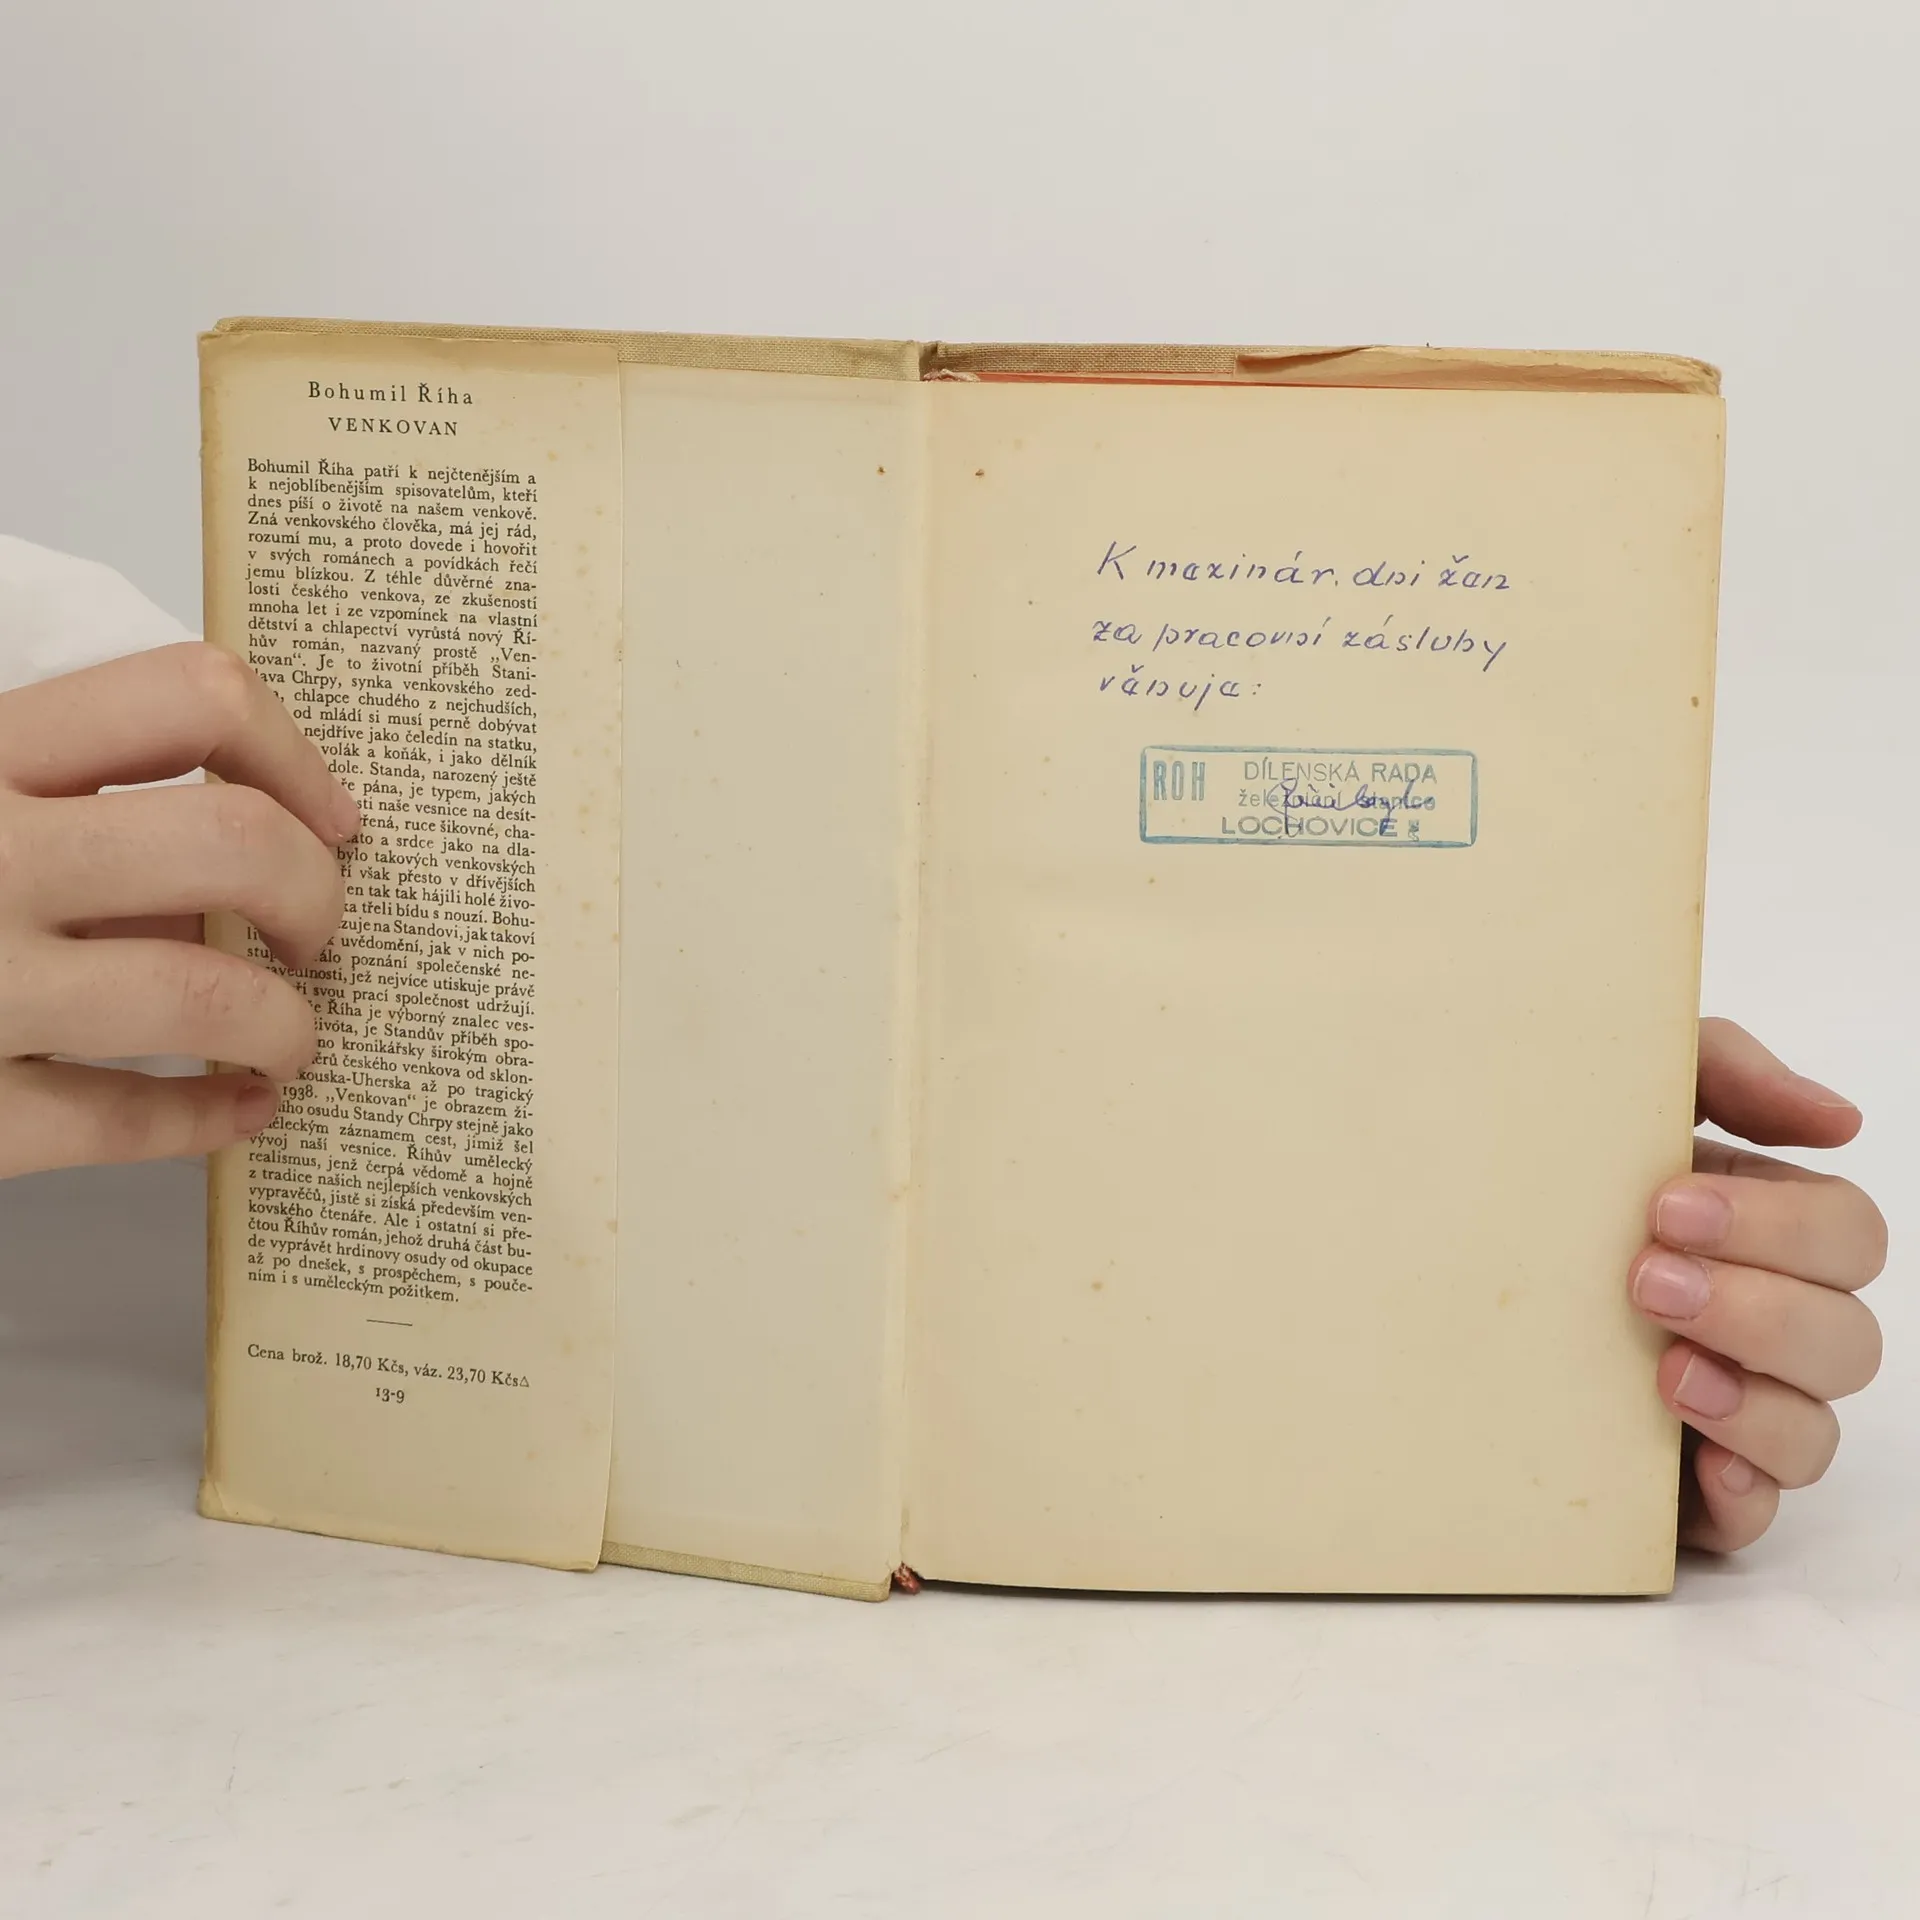 Bohumil Říha
VENKOVAN
Bohumil Říha patří k nejčtenějším a
k nejoblíbenějším spisovatelům, kteří
dnes píší o životě na našem venkově.
Zná venkovského člověka, má jej rád,
rozumí mu, a proto dovede i hovořit
v svých románech a povídkách řečí
jemu blízkou. Z téhle důvěrné zna-
losti českého venkova, ze zkušeností
mnoha let i ze vzpomínek na vlastní
dětství a chlapectví vyrůstá nový Ří-
hův román, nazvaný prostě „Ven-
kovan“. Je to životní příběh Stani-
lava Chrpy, synka venkovského zed-
chlapce chudého z nejchudších,
od mládí si musí perně dobývat
nejdříve jako čeledín na statku,
volák a koňák, i jako dělník
dole. Standa, narozený ještě
pána, je typem, jakých
naše vesnice na desít-
ruce šikovné, cha-
a srdce jako na dla-
bylo takových venkovských
však přesto v dřívějších
jen tak tak hájili holé živo-
třeli bídu s nouzí. Bohu-
na Standovi, jak takoví
k uvědomění, jak v nich po-
poznání společenské ne-
jež nejvíce utiskuje právě
svou prací společnost udržují.
Říha je výborný znalec ves-
života, je Standův příběh spo-
kronikářsky širokým obra-
českého venkova od sklon-
kouska-Uherska až po tragický
1938. „Venkovan“ je obrazem ži-
ího osudu Standy Chrpy stejně jako
uměleckým záznamem cest, jimiž šel
vývoj naší vesnice. Říhův umělecký
realismus, jenž čerpá vědomě a hojně
z tradice našich nejlepších venkovských
vypravěčů, jistě si získá především ven-
kovského čtenáře. Ale i ostatní si pře-
čtou Říhův román, jehož druhá část bu-
de vyprávět hrdinovy osudy od okupace
až po dnešek, s prospěchem, s pouče-
ním i s uměleckým požitkem.
Cena brož. 18,70 Kčs, váz. 23,70 Kčs△
13-9
K mezinár. dni žen
za pracovní zásluhy
věnuje:
ROH DÍLENSKÁ RADA
železniční stanice
LOCHOVICE